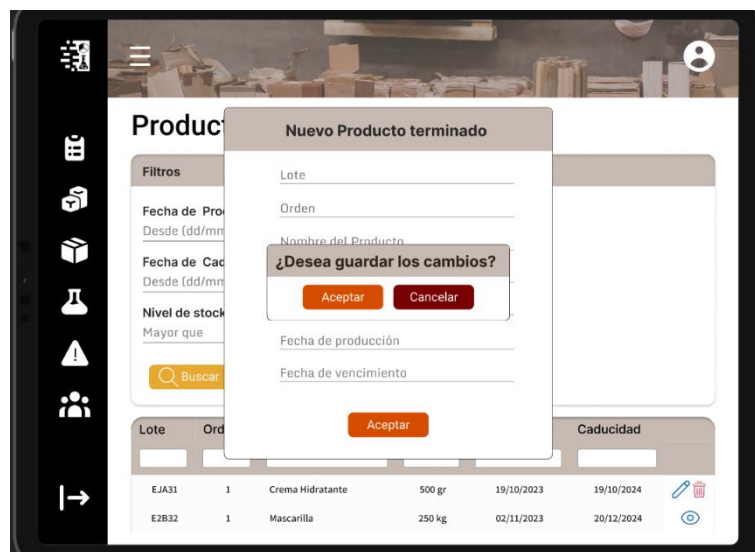 Produc
Nuevo Producto terminado
Filtros
Lote
Fecha de Pro
Orden
Desde (dd/mm
Nombre del Producto
Fecha de Cad
¿Desea guardar los cambios?
Desde (dd/mm
Aceptar Cancelar
Nivel de stock
Mayor que
Fecha de producción
Buscar
Fecha de vencimiento
Aceptar
Lote Ord Caducidad
EJA31 1 Crema Hidratante 500 gr 19/10/2023 19/10/2024
E2B32 1 Mascarilla 250 kg 02/11/2023 20/12/2024